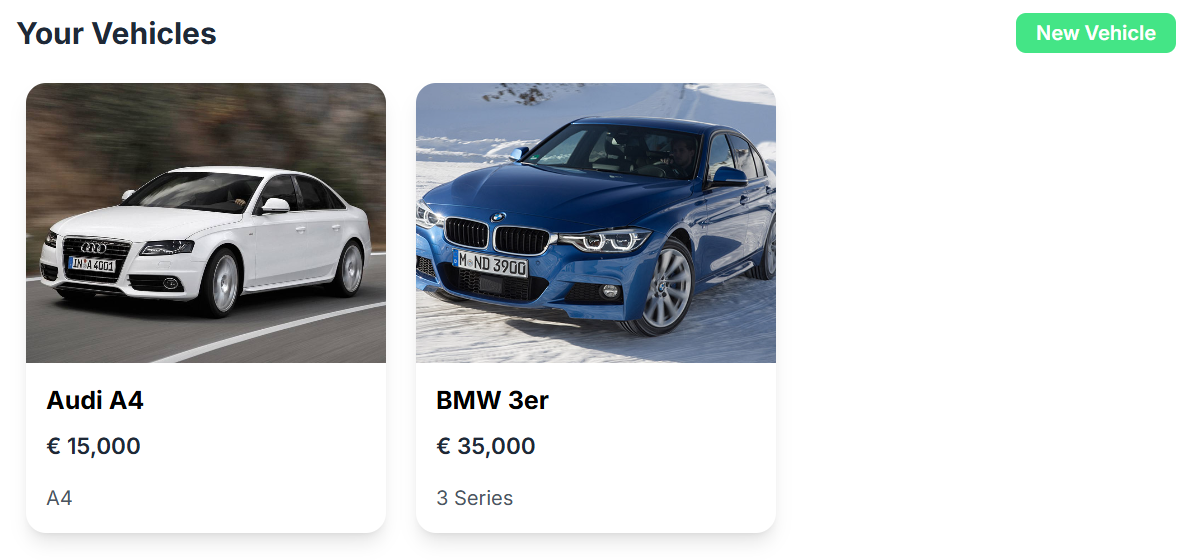 Your Vehicles
New Vehicle
IN·A 4001
M·ND 3900
Audi A4
€ 15,000
A4
BMW 3er
€ 35,000
3 Series